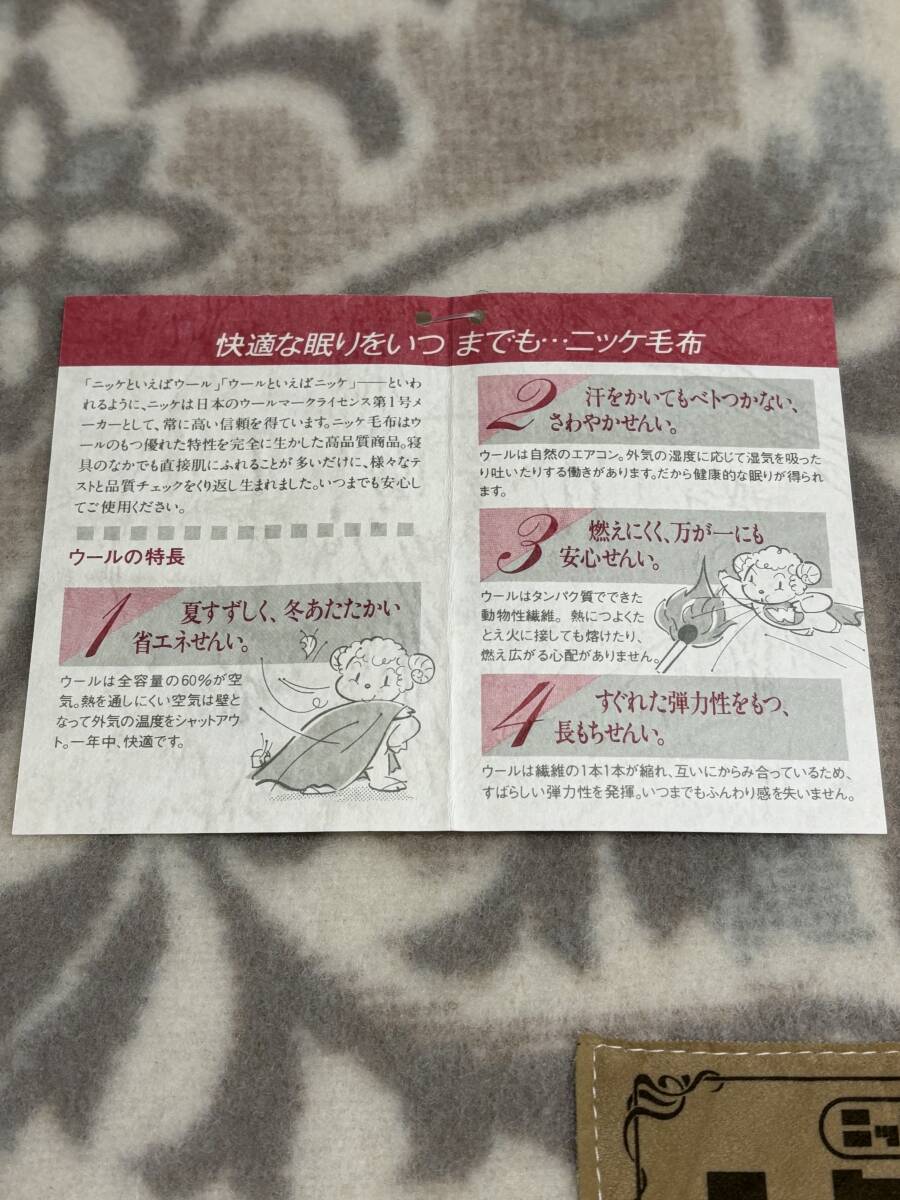 快適な眠りをいつまでも…ニッケ毛布
「ニッケといえばウール」「ウールといえばニッケ」――といわ
れるように、ニッケは日本のウールマークライセンス第1号メ
ーカーとして、常に高い信頼を得ています。ニッケ毛布はウ
ールのもつ優れた特性を完全に生かした高品質商品。寝
具のなかでも直接肌にふれることが多いだけに、様々なテ
ストと品質チェックをくり返し生まれました。いつまでも安心し
てご使用ください。
ウールの特長
1 夏すずしく、冬あたたかい
省エネせんい。
ウールは全容量の60%が空
気。熱を通しにくい空気は壁と
なって外気の温度をシャットアウ
ト。一年中、快適です。
2 汗をかいてもベトつかない、
さわやかせんい。
ウールは自然のエアコン。外気の湿度に応じて湿気を吸った
り吐いたりする働きがあります。だから健康的な眠りが得られ
ます。
3 燃えにくく、万が一にも
安心せんい。
ウールはタンパク質でできた
動物性繊維。熱につよくた
とえ火に接しても熔けたり、
燃え広がる心配がありません。
4 すぐれた弾力性をもつ、
長もちせんい。
ウールは繊維の1本1本が縮れ、互いにからみ合っているため、
すばらしい弾力性を発揮。いつまでもふんわり感を失いません。
ニッ